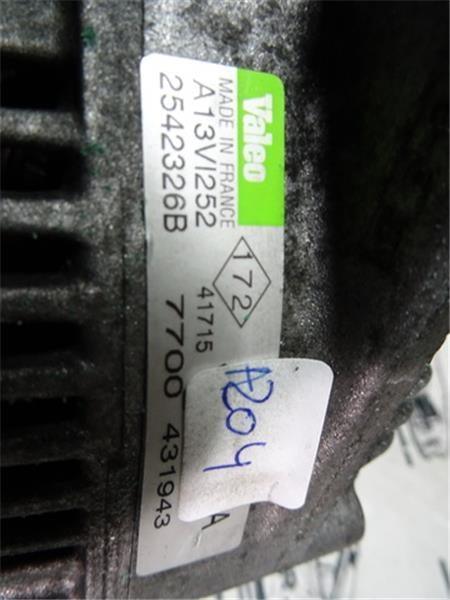 Valeo
MADE IN FRANCE
A13VI252
2542326B
172
41715
A
7700 431943
A204